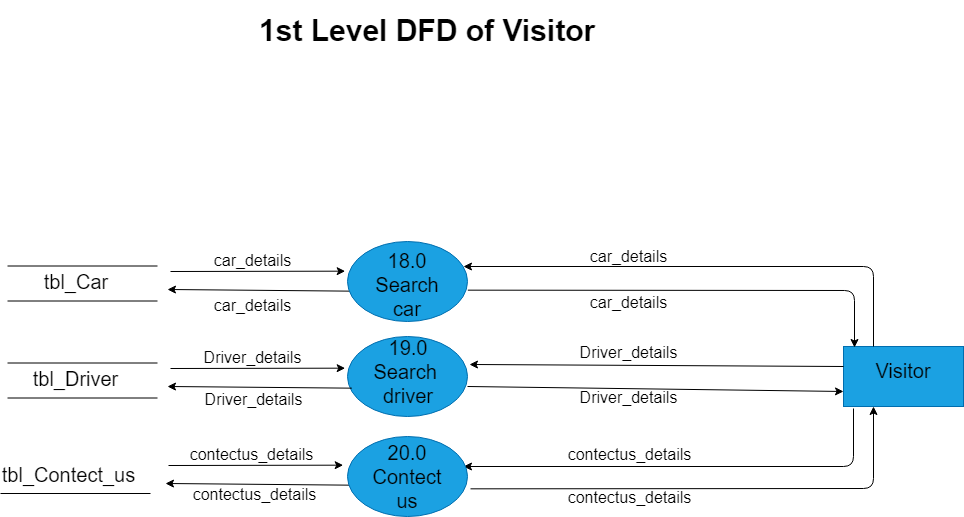 1st Level DFD of Visitor
car_details
car_details
18.0
Search
car
tbl_Car
car_details
car_details
19.0
Search
driver
Driver_details
Driver_details
tbl_Driver
Visitor
Driver_details
Driver_details
20.0
Contect
us
contectus_details
contectus_details
tbl_Contect_us
contectus_details
contectus_details